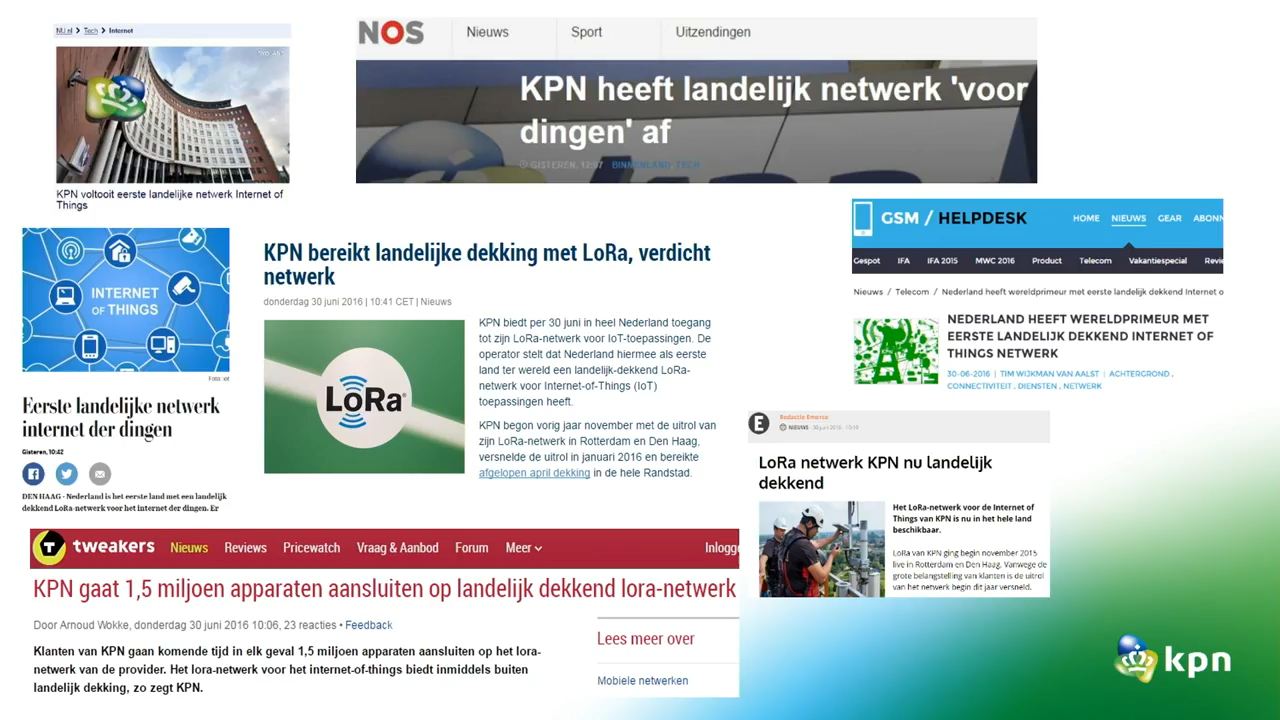 NU.nl > Tech > Internet
KPN voltooit eerste landelijke netwerk Internet of
Things
NOS
Nieuws
Sport
Uitzendingen
KPN heeft landelijk netwerk 'voor
dingen' af
GISTEREN, 12:07 BINNENLAND, TECH
INTERNET
OF THINGS
Eerste landelijke netwerk
internet der dingen
Gisteren, 10:42
DEN HAAG - Nederland is het eerste land met een landelijk
dekkend LoRa-netwerk voor het internet der dingen. Er
KPN bereikt landelijke dekking met LoRa, verdicht
netwerk
donderdag 30 juni 2016 | 10:41 CET | Nieuws
LoRa
KPN biedt per 30 juni in heel Nederland toegang
tot zijn LoRa-netwerk voor IoT-toepassingen. De
operator stelt dat Nederland hiermee als eerste
land ter wereld een landelijk-dekkend LoRa-
netwerk voor Internet-of-Things (IoT)
toepassingen heeft.
KPN begon vorig jaar november met de uitrol van
zijn LoRa-netwerk in Rotterdam en Den Haag,
versnelde de uitrol in januari 2016 en bereikte
afgelopen april dekking in de hele Randstad.
GSM / HELPDESK
HOME NIEUWS GEAR ABONN
Gespot IFA IFA 2015 MWC 2016 Product Telecom Vakantiespecial Revie
Nieuws / Telecom / Nederland heeft wereldprimeur met eerste landelijk dekkend Internet o
NEDERLAND HEEFT WERELDPRIMEUR MET
EERSTE LANDELIJK DEKKEND INTERNET OF
THINGS NETWERK
30-06-2016 | TIM WIJKMAN VAN AALST | ACHTERGROND ,
CONNECTIVITEIT , DIENSTEN , NETWERK
E
Redactie Emerce
NIEUWS
LoRa netwerk KPN nu landelijk
dekkend
Het LoRa-netwerk voor de Internet of
Things van KPN is nu in het hele land
beschikbaar.
LoRa van KPN ging begin november 2015
live in Rotterdam en Den Haag. Vanwege de
grote belangstelling van klanten is de uitrol
van het netwerk begin dit jaar versneld.
tweakers Nieuws Reviews Pricewatch Vraag & Aanbod Forum Meer Inlogge
KPN gaat 1,5 miljoen apparaten aansluiten op landelijk dekkend lora-netwerk
Door Arnoud Wokke, donderdag 30 juni 2016 10:06, 23 reacties • Feedback
Klanten van KPN gaan komende tijd in elk geval 1,5 miljoen apparaten aansluiten op het lora-
netwerk van de provider. Het lora-netwerk voor het internet-of-things biedt inmiddels buiten
landelijk dekking, zo zegt KPN.
Lees meer over
Mobiele netwerken
kpn